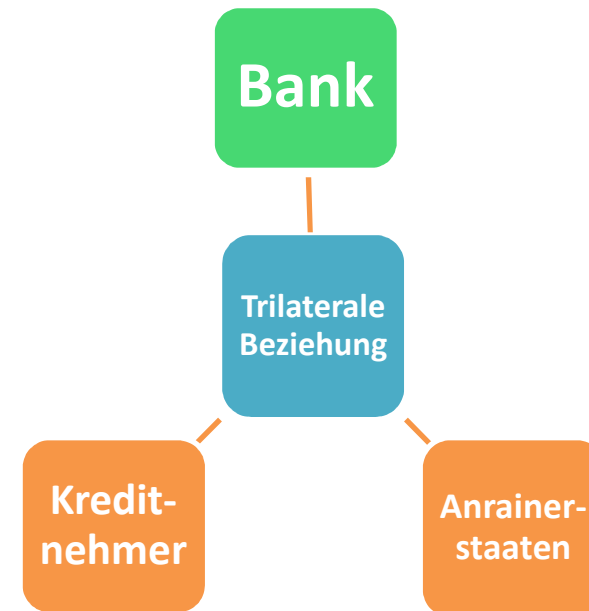 Bank
Trilaterale
Beziehung
Kredit-
nehmer
Anrainer-
staaten